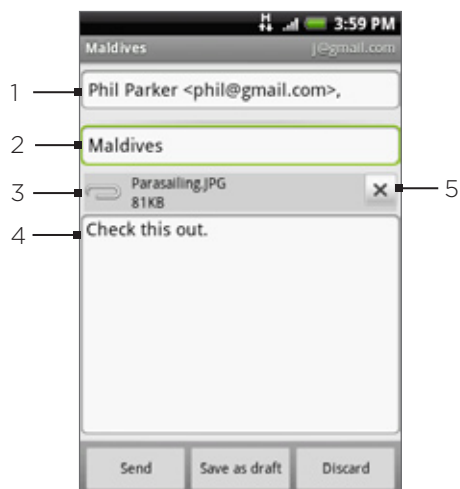 H 3:59 PM
Maldives j@gmail.com
1 Phil Parker <phil@gmail.com>,
2 Maldives
3 Parasailing.JPG 5
81KB
4 Check this out.
Send Save as draft Discard